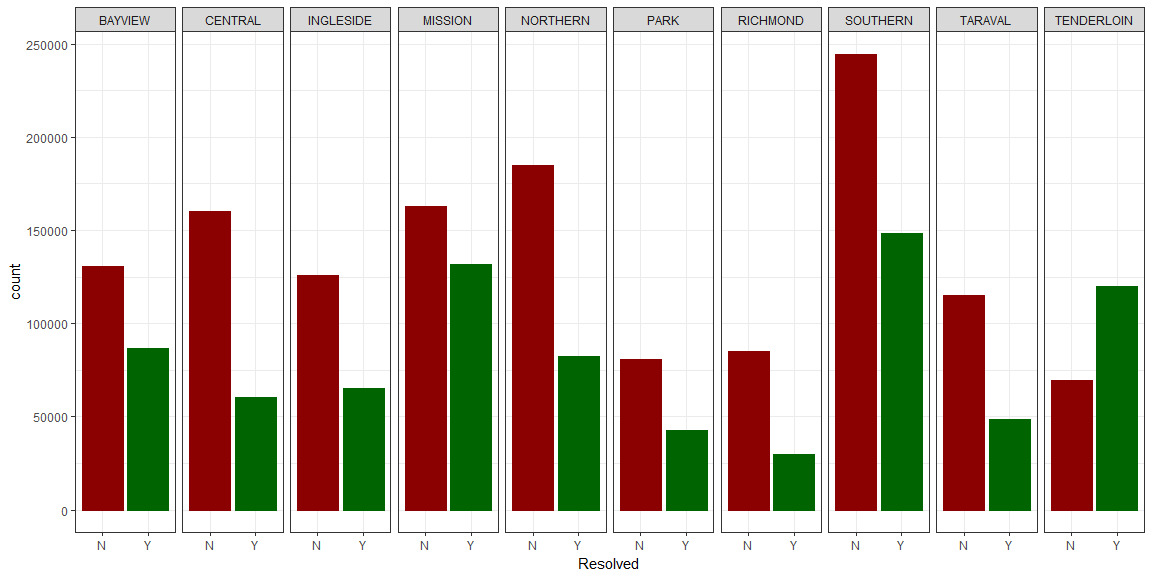 BAYVIEW CENTRAL INGLESIDE MISSION NORTHERN PARK RICHMOND SOUTHERN TARAVAL TENDERLOIN
250000
200000
150000
100000
50000
0
count
N Y N Y N Y N Y N Y N Y N Y N Y N Y N Y
Resolved